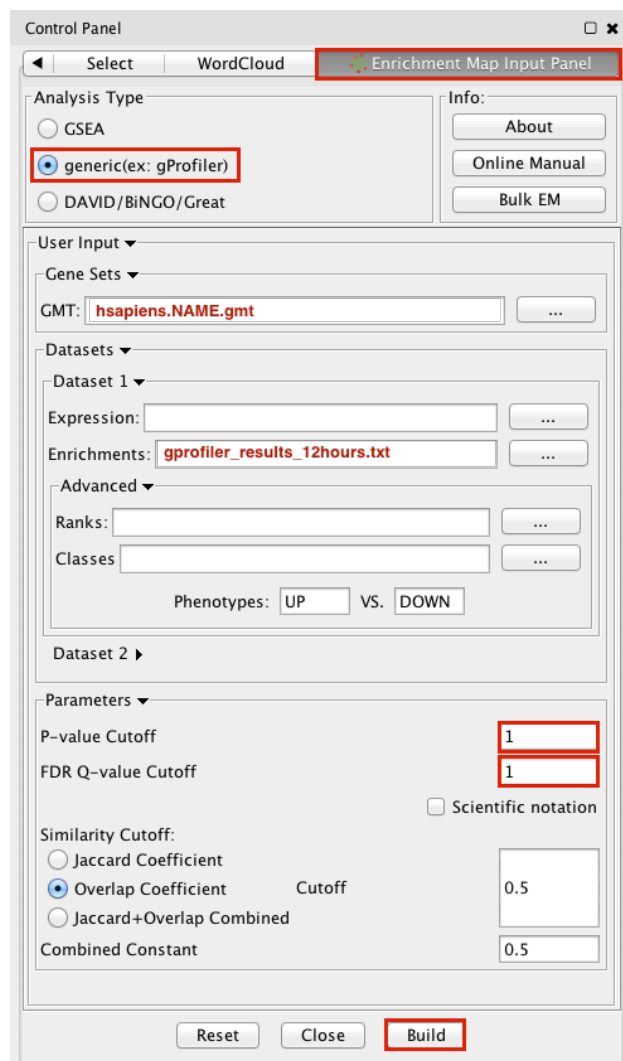 Control Panel
Select WordCloud Enrichment Map Input Panel
Analysis Type
GSEA
generic(ex: gProfiler)
DAVID/BiNGO/Great
Info:
About
Online Manual
Bulk EM
User Input
Gene Sets
GMT: hsapiens.NAME.gmt ...
Datasets
Dataset 1
Expression: ...
Enrichments: gprofiler_results_12hours.txt ...
Advanced
Ranks: ...
Classes ...
Phenotypes: UP VS. DOWN
Dataset 2
Parameters
P-value Cutoff 1
FDR Q-value Cutoff 1
Scientific notation
Similarity Cutoff:
Jaccard Coefficient
Overlap Coefficient Cutoff 0.5
Jaccard+Overlap Combined
Combined Constant 0.5
Reset Close Build